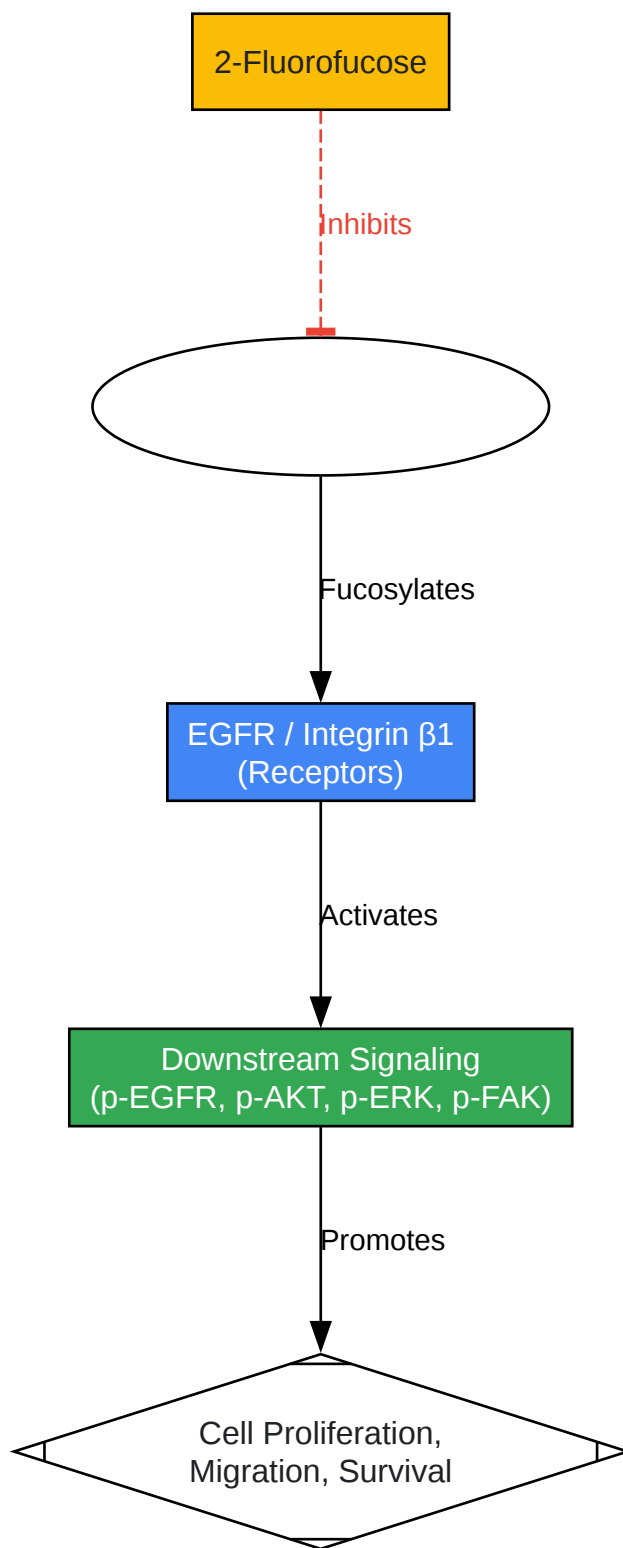 2-Fluorofucose
Inhibits
Fucosylates
EGFR / Integrin β1
(Receptors)
Activates
Downstream Signaling
(p-EGFR, p-AKT, p-ERK, p-FAK)
Promotes
Cell Proliferation,
Migration, Survival